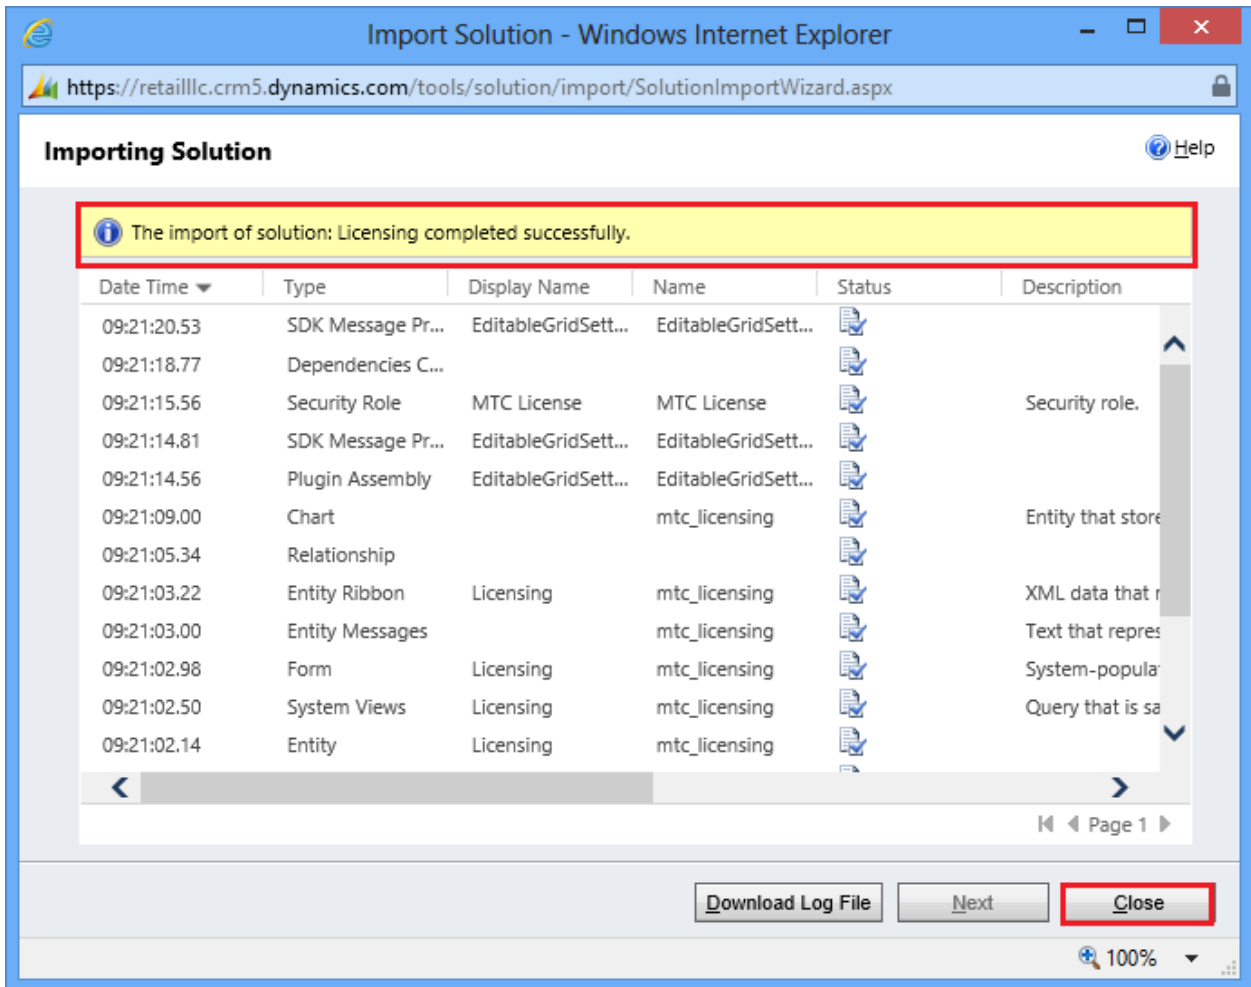 Import Solution - Windows Internet Explorer
https://retailllc.crm5.dynamics.com/tools/solution/import/SolutionImportWizard.aspx
Importing Solution Help
The import of solution: Licensing completed successfully.
Date Time Type Display Name Name Status Description
09:21:20.53 SDK Message Pr... EditableGridSett... EditableGridSett...
09:21:18.77 Dependencies C...
09:21:15.56 Security Role MTC License MTC License Security role.
09:21:14.81 SDK Message Pr... EditableGridSett... EditableGridSett...
09:21:14.56 Plugin Assembly EditableGridSett... EditableGridSett...
09:21:09.00 Chart mtc_licensing Entity that store
09:21:05.34 Relationship
09:21:03.22 Entity Ribbon Licensing mtc_licensing XML data that r
09:21:03.00 Entity Messages mtc_licensing Text that repres
09:21:02.98 Form Licensing mtc_licensing System-popula
09:21:02.50 System Views Licensing mtc_licensing Query that is sa
09:21:02.14 Entity Licensing mtc_licensing
Page 1
Download Log File Next Close
100%